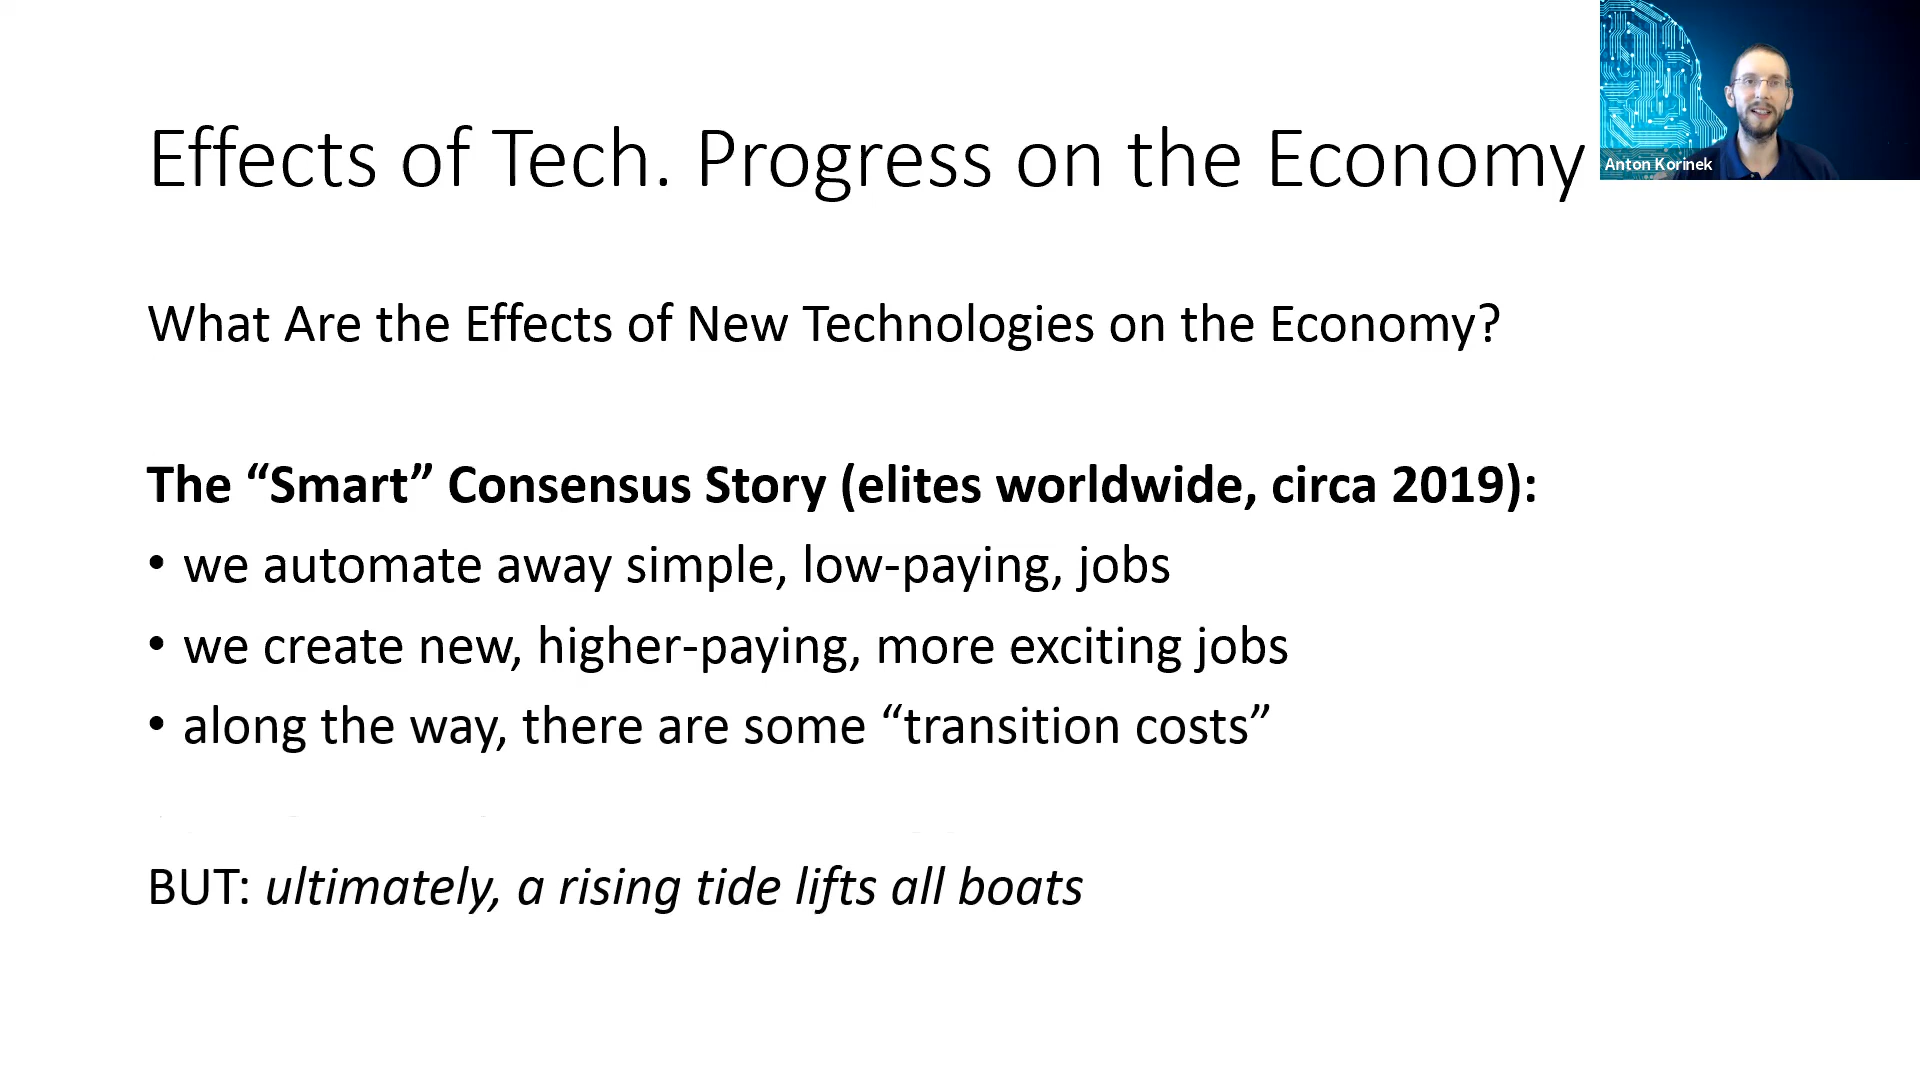 Effects of Tech. Progress on the Economy
Anton Korinek
What Are the Effects of New Technologies on the Economy?
The “Smart” Consensus Story (elites worldwide, circa 2019):
• we automate away simple, low-paying, jobs
• we create new, higher-paying, more exciting jobs
• along the way, there are some “transition costs”
BUT: ultimately, a rising tide lifts all boats